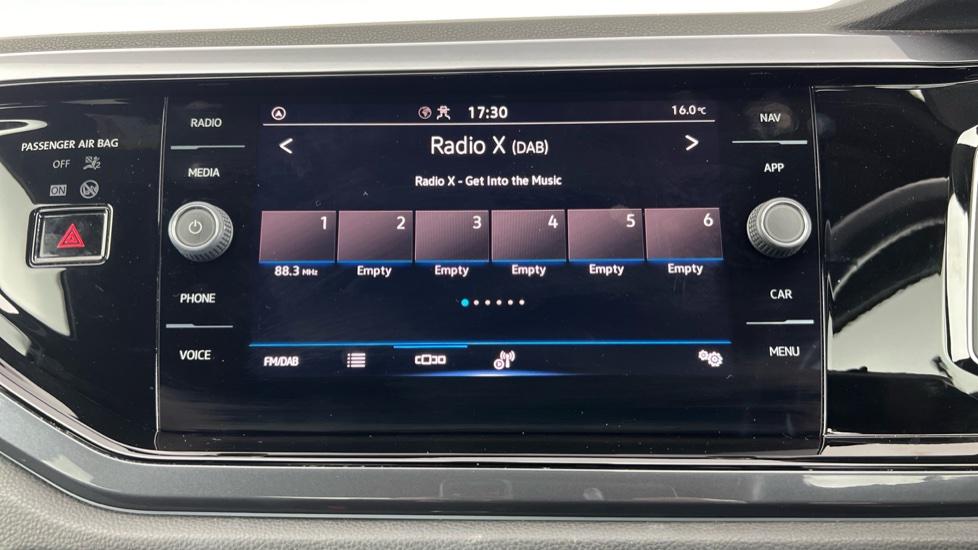 PASSENGER AIR BAG
OFF
ON
RADIO
MEDIA
PHONE
VOICE
17:30
16.0°C
Radio X (DAB)
Radio X - Get Into the Music
1 2 3 4 5 6
88.3 MHz Empty Empty Empty Empty Empty
FM/DAB
NAV
APP
CAR
MENU